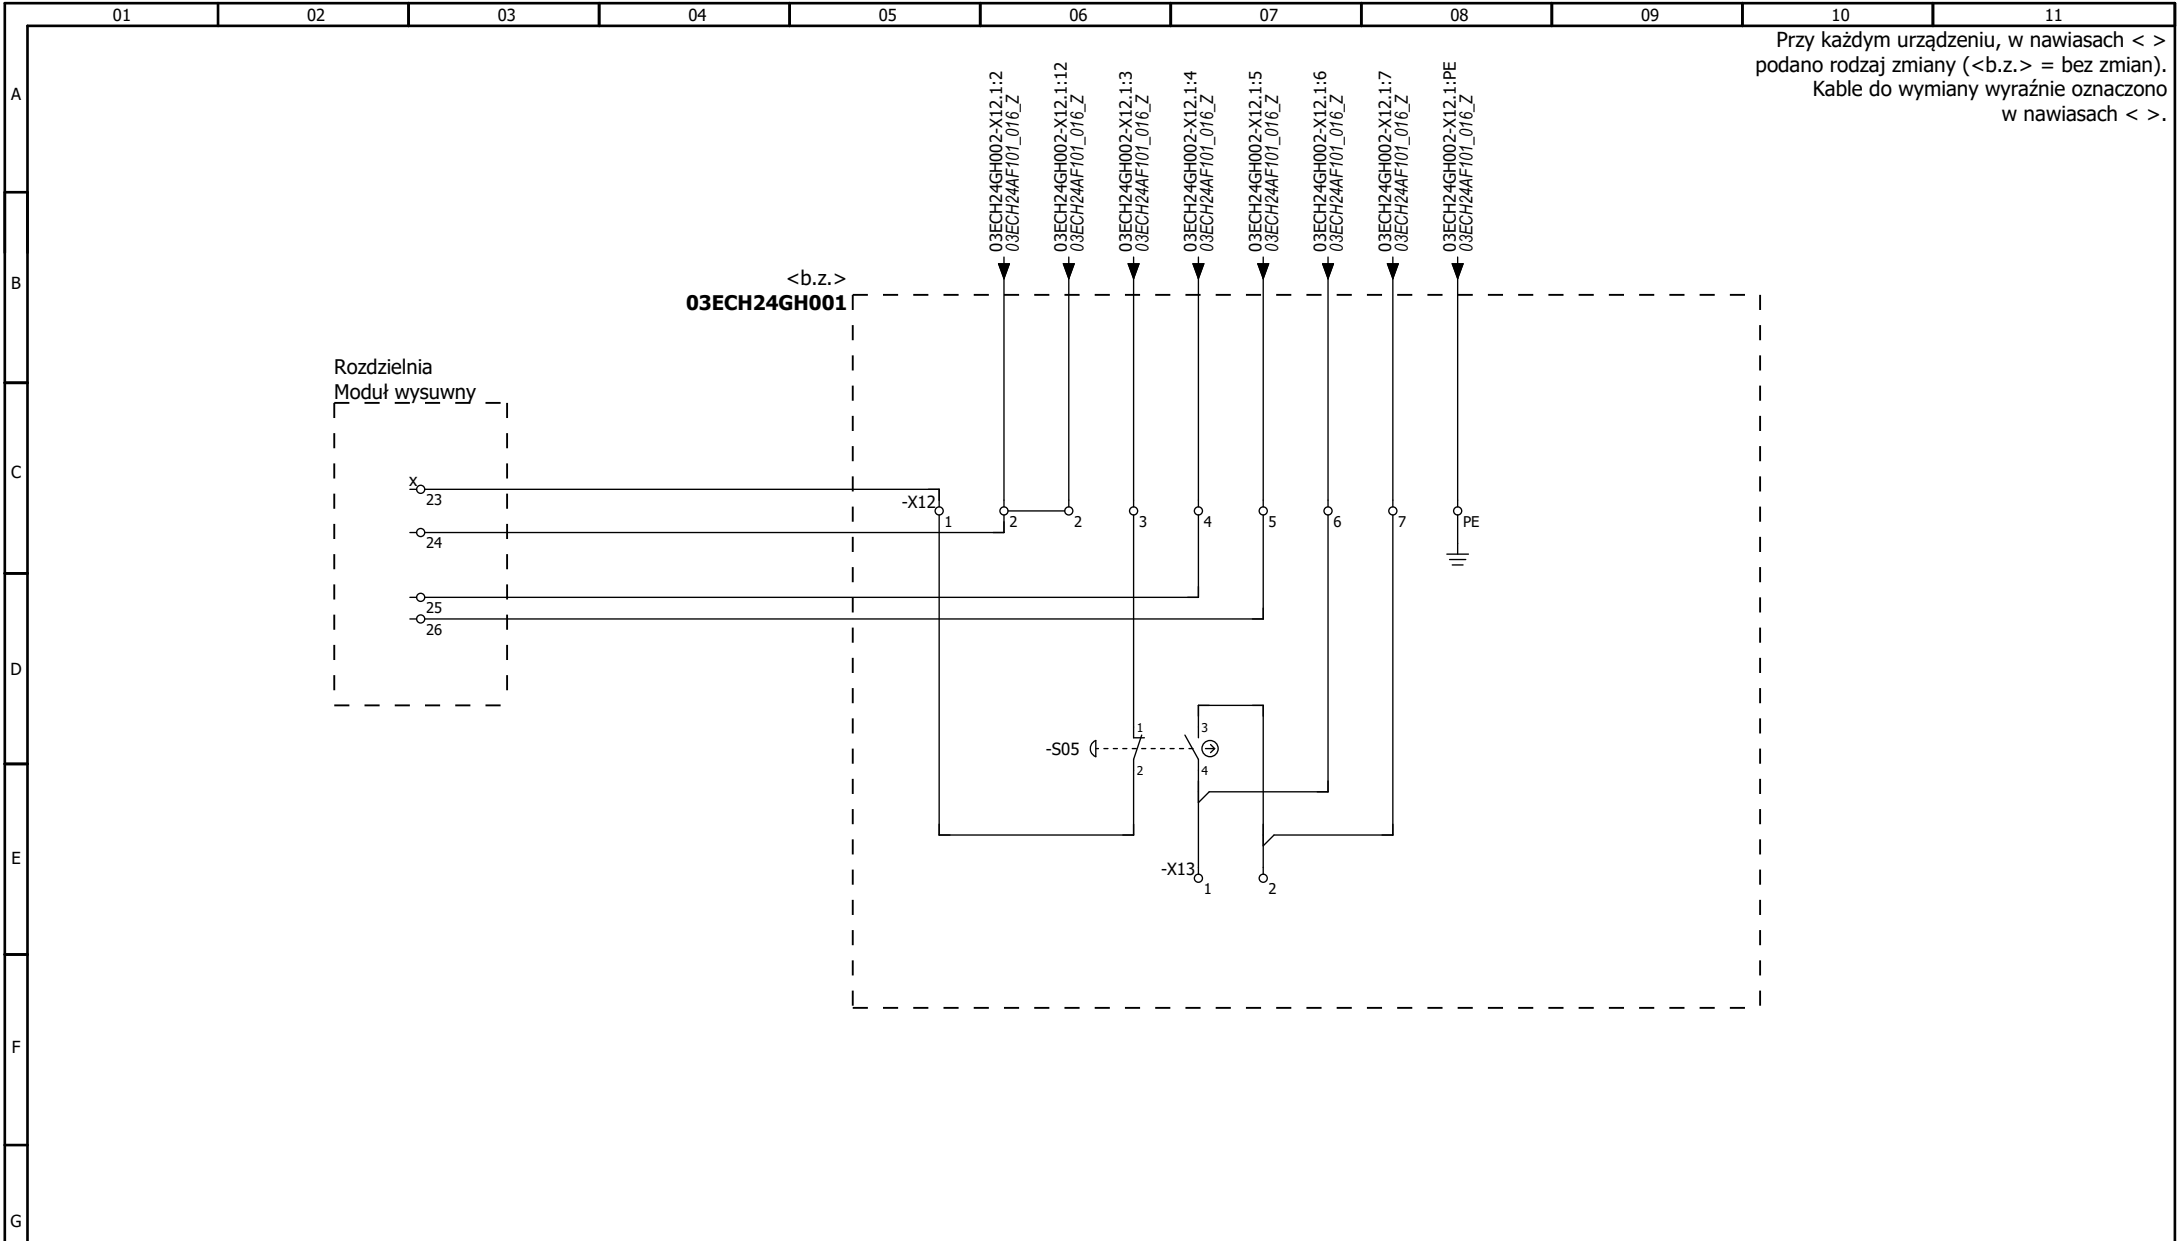 01 02 03 04 05 06 07 08 09 10 11
Przy każdym urządzeniu, w nawiasach < >
podano rodzaj zmiany (<b.z.> = bez zmian).
Kable do wymiany wyraźnie oznaczono
w nawiasach < >.
A
03ECH24GH002-X12.1:2
03ECH24AF101_016_Z
03ECH24GH002-X12.1:12
03ECH24AF101_016_Z
03ECH24GH002-X12.1:3
03ECH24AF101_016_Z
03ECH24GH002-X12.1:4
03ECH24AF101_016_Z
03ECH24GH002-X12.1:5
03ECH24AF101_016_Z
03ECH24GH002-X12.1:6
03ECH24AF101_016_Z
03ECH24GH002-X12.1:7
03ECH24AF101_016_Z
03ECH24GH002-X12.1:PE
03ECH24AF101_016_Z
B
<b.z.>
03ECH24GH001
Rozdzielnia
Moduł wysuwny
C
x
23
-X12
1 2 2 3 4 5 6 7 PE
24
25
26
D
1 3
-S05
2 4
E
-X13
1 2
F
G